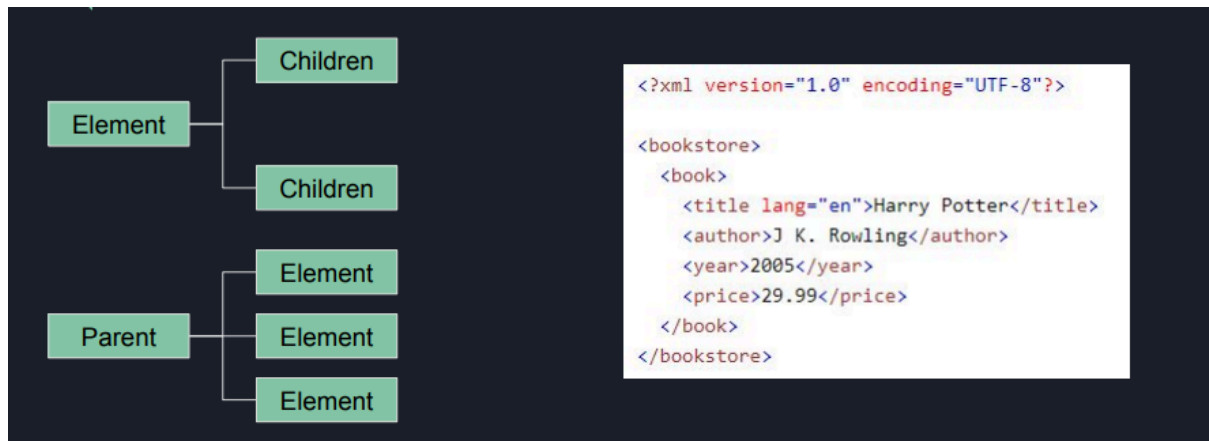 Children
Element
Children
Element
Parent
Element
Element
<?xml version="1.0" encoding="UTF-8"?>
<bookstore>
  <book>
    <title lang="en">Harry Potter</title>
    <author>J K. Rowling</author>
    <year>2005</year>
    <price>29.99</price>
  </book>
</bookstore>